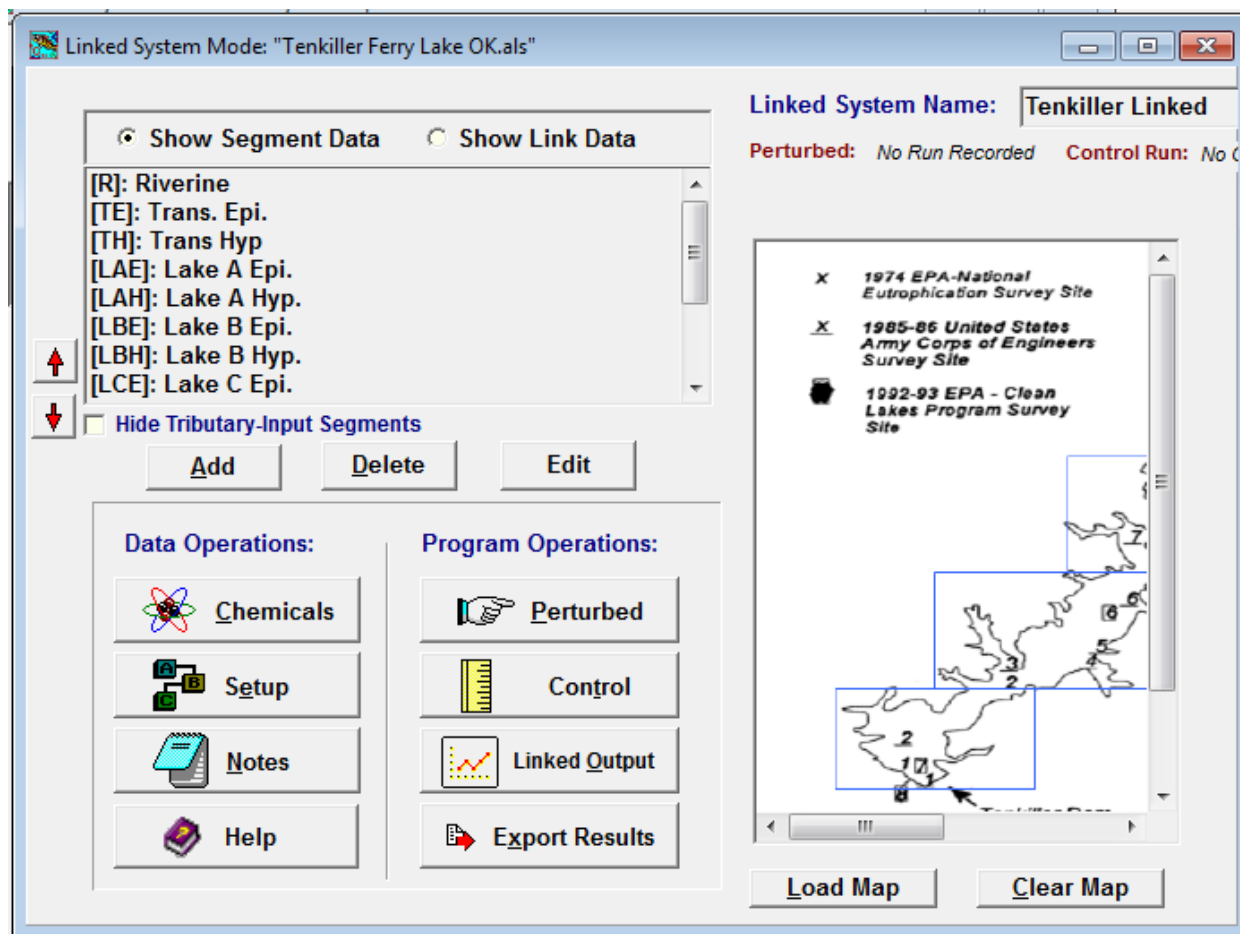 Linked System Mode: "Tenkiller Ferry Lake OK.als"
Linked System Name: Tenkiller Linked
Perturbed: No Run Recorded Control Run: No
Show Segment Data Show Link Data
[R]: Riverine
[TE]: Trans. Epi.
[TH]: Trans Hyp
[LAE]: Lake A Epi.
[LAH]: Lake A Hyp.
[LBE]: Lake B Epi.
[LBH]: Lake B Hyp.
[LCE]: Lake C Epi.
Hide Tributary-Input Segments
Add Delete Edit
Data Operations: Program Operations:
Chemicals Perturbed
A
B
C
Setup Control
Notes Linked Output
Help Export Results
x 1974 EPA-National
Eutrophication Survey Site
x 1985-86 United States
Army Corps of Engineers
Survey Site
1992-93 EPA - Clean
Lakes Program Survey
Site
7
6
6
5
4
3
2
2
1
1
8
Load Map Clear Map